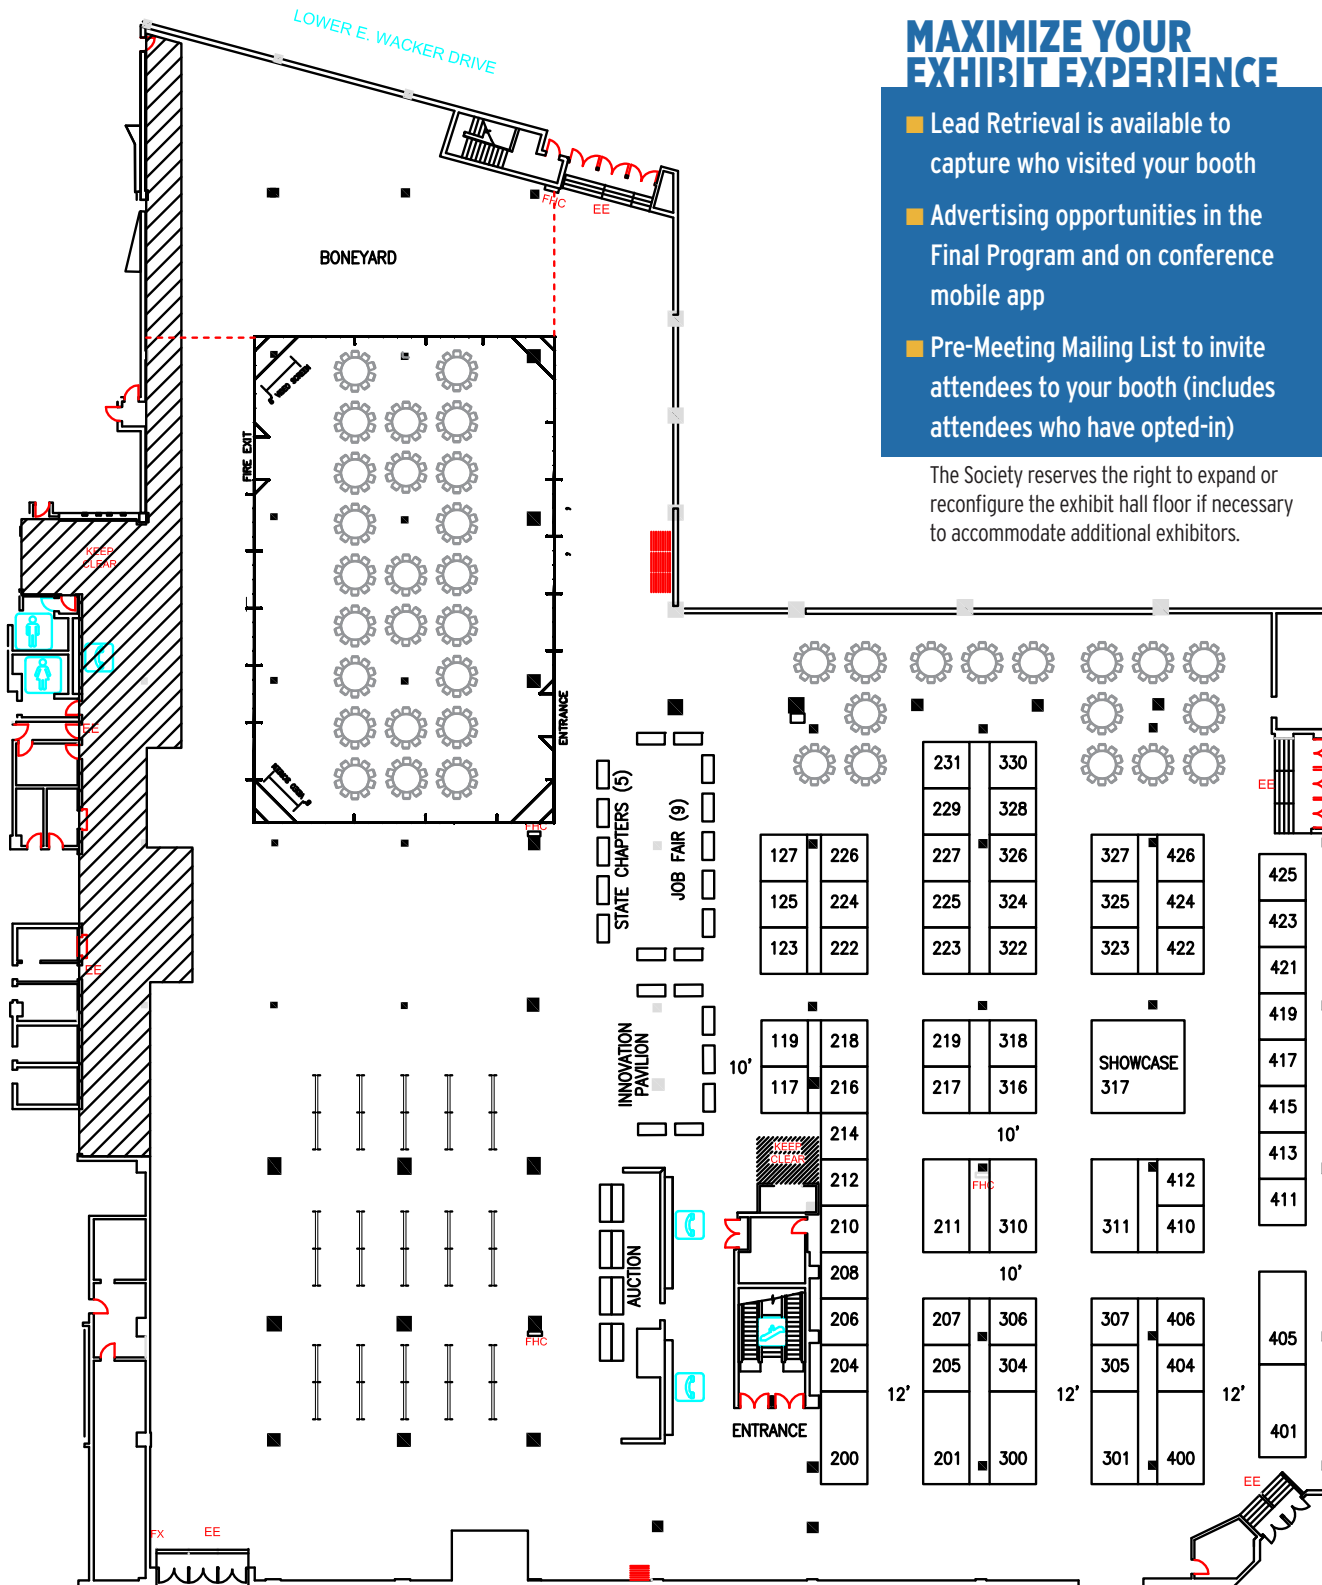 LOWER E. WACKER DRIVE
MAXIMIZE YOUR
EXHIBIT EXPERIENCE
Lead Retrieval is available to
capture who visited your booth
Advertising opportunities in the
Final Program and on conference
mobile app
Pre-Meeting Mailing List to invite
attendees to your booth (includes
attendees who have opted-in)
The Society reserves the right to expand or
reconfigure the exhibit hall floor if necessary
to accommodate additional exhibitors.
FHC
EE
BONEYARD
VIDEO SCREEN
FIRE EXIT
KEEP
CLEAR
EE
ENTRANCE
VIDEO SCREEN
FHC
EE
STATE CHAPTERS (5)
JOB FAIR (9)
EE
231 330
229 328
127 226 227 326 327 426
425
125 224 225 324 325 424
423
123 222 223 322 323 422
421
419
INNOVATION
PAVILION
10'
119 218 219 318
SHOWCASE
317
417
117 216 217 316
415
214
10'
KEEP
CLEAR
413
212
FHC
412
411
210 211 310 311 410
208
10'
AUCTION
206 207 306 307 406
405
FHC
204 205 304 305 404
12' 12' 12'
ENTRANCE
401
200 201 300 301 400
EE
FX
EE